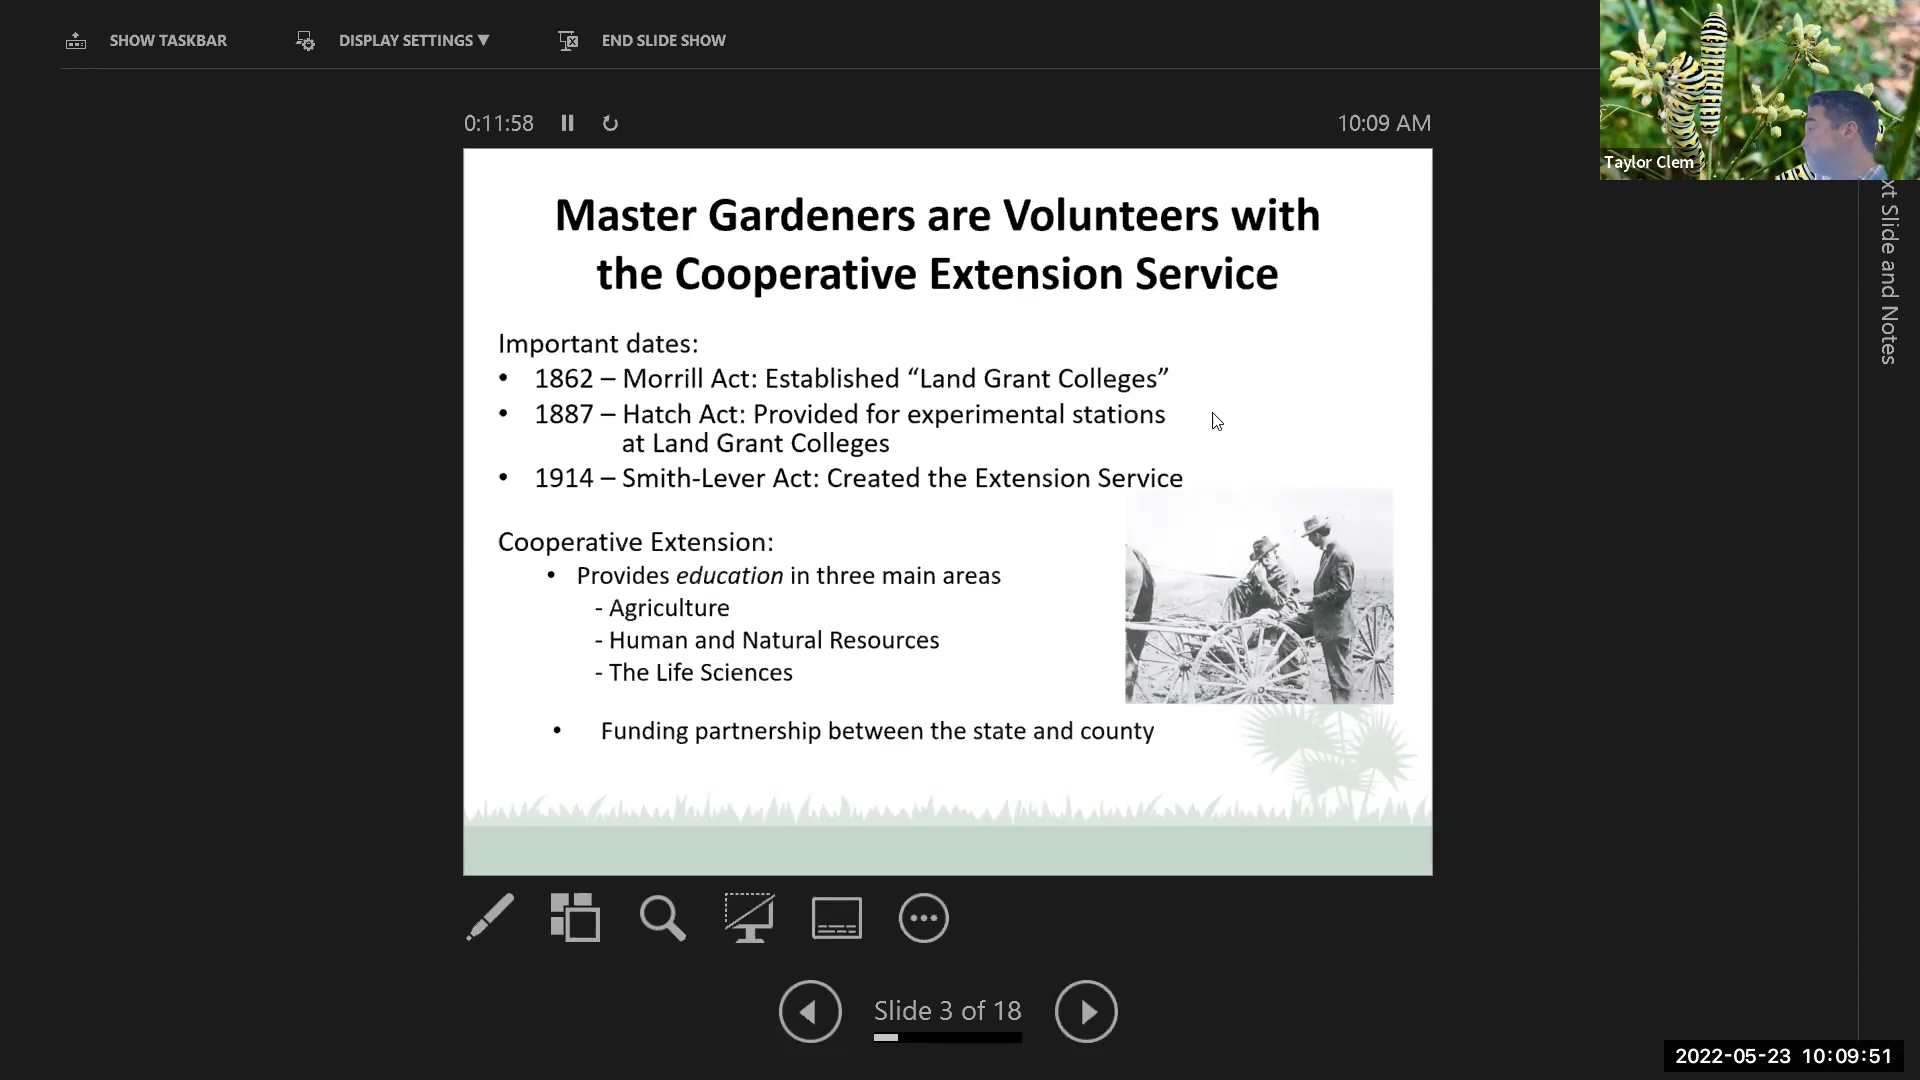 SHOW TASKBAR
DISPLAY SETTINGS ▼
END SLIDE SHOW
Taylor Clem
0:11:58
10:09 AM
Master Gardeners are Volunteers with
the Cooperative Extension Service
Important dates:
• 1862 – Morrill Act: Established “Land Grant Colleges”
• 1887 – Hatch Act: Provided for experimental stations
at Land Grant Colleges
• 1914 – Smith-Lever Act: Created the Extension Service
Cooperative Extension:
• Provides education in three main areas
- Agriculture
- Human and Natural Resources
- The Life Sciences
• Funding partnership between the state and county
Slide and Notes
Slide 3 of 18
2022-05-23 10:09:51